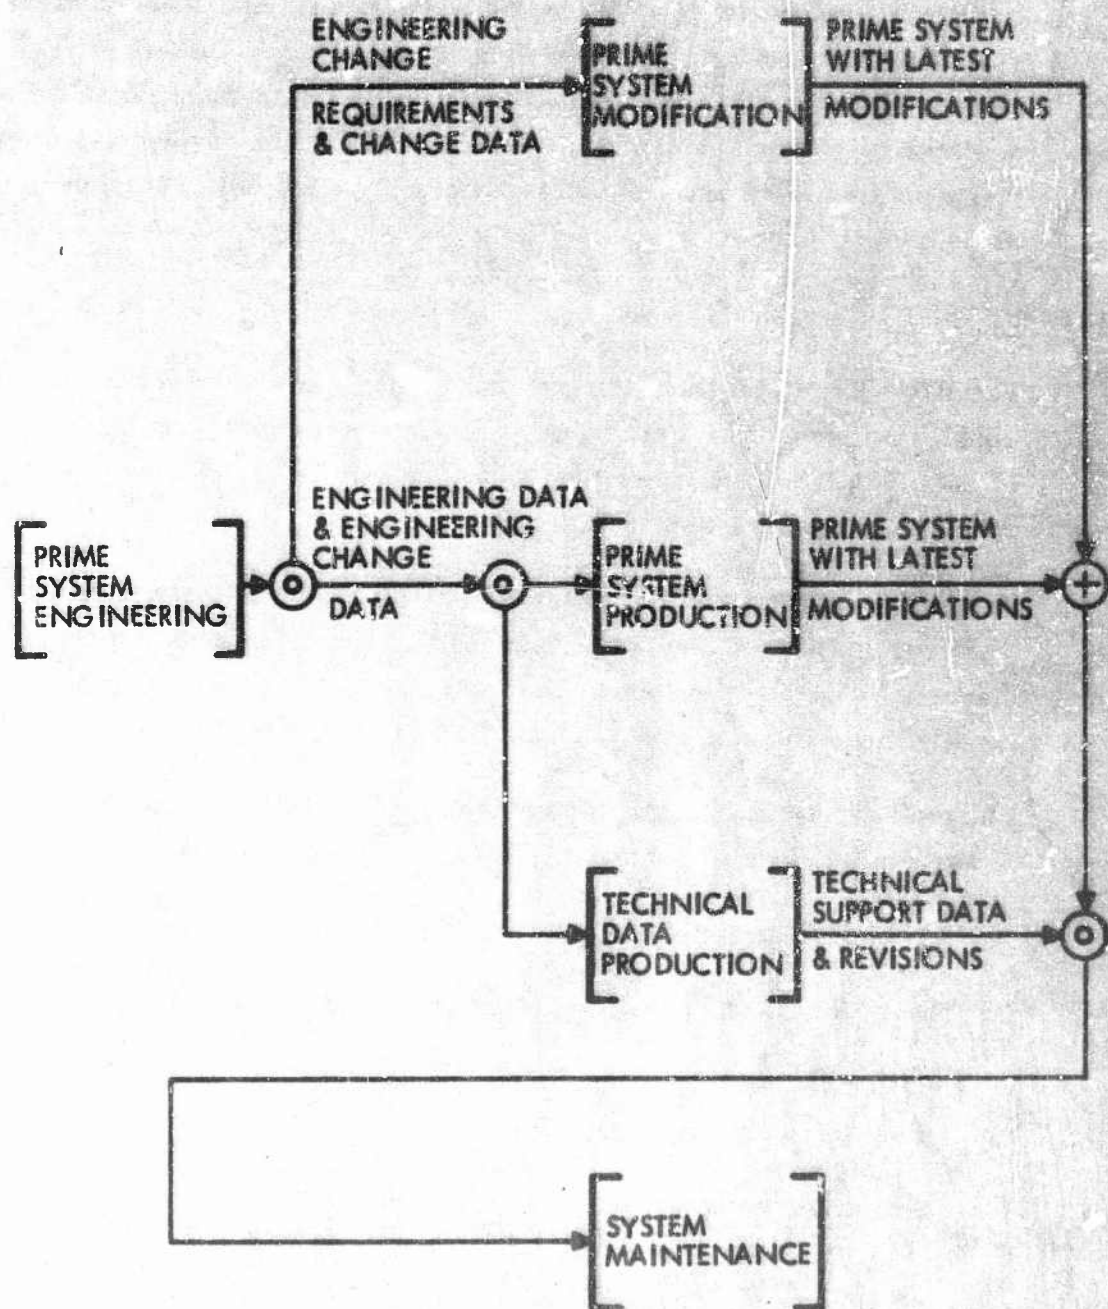 ENGINEERING
CHANGE
REQUIREMENTS
& CHANGE DATA
PRIME
SYSTEM
MODIFICATION
PRIME SYSTEM
WITH LATEST
MODIFICATIONS
PRIME
SYSTEM
ENGINEERING
ENGINEERING DATA
& ENGINEERING
CHANGE
DATA
PRIME
SYSTEM
PRODUCTION
PRIME SYSTEM
WITH LATEST
MODIFICATIONS
TECHNICAL
DATA
PRODUCTION
TECHNICAL
SUPPORT DATA
& REVISIONS
SYSTEM
MAINTENANCE